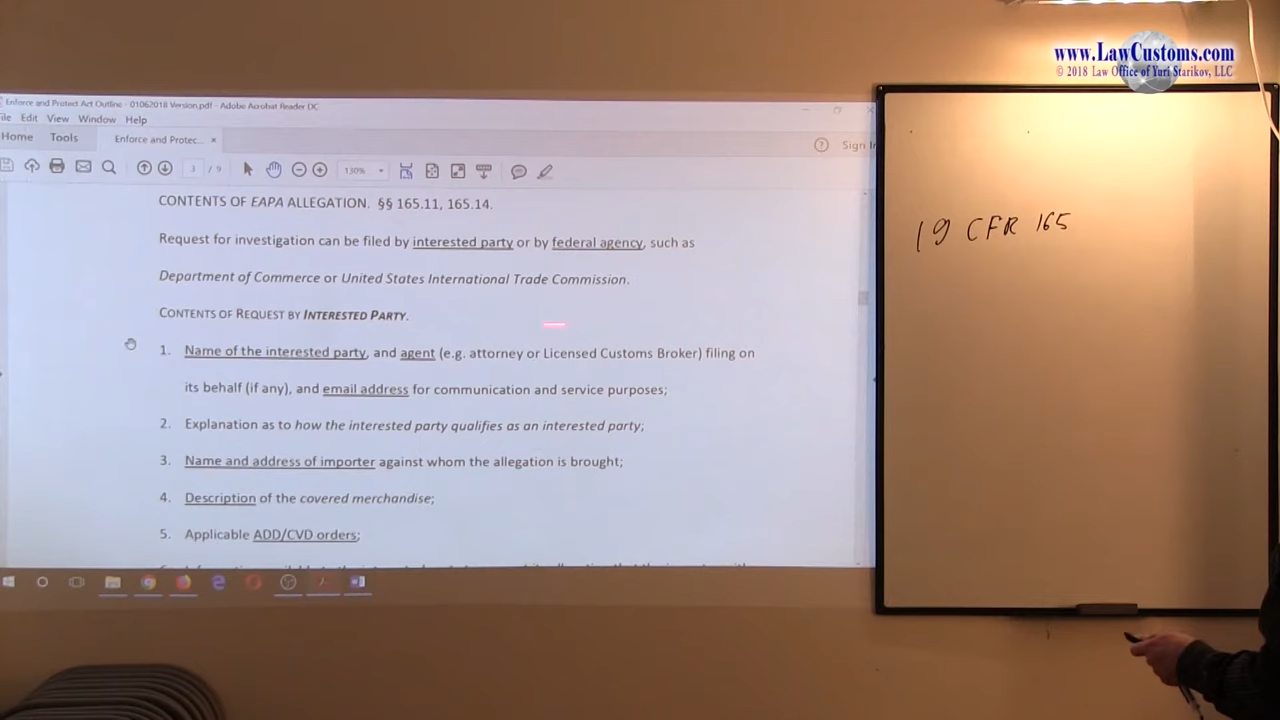 www.LawCustoms.com
© 2018 Law Office of Yuri Starikov, LLC
Enforce and Protect Act Outline - 01062018 Version.pdf - Adobe Acrobat Reader DC
ile Edit View Window Help
Home Tools Enforce and Protec... ×
Sign In
3 / 9 130%
CONTENTS OF EAPA ALLEGATION. §§ 165.11, 165.14.
Request for investigation can be filed by interested party or by federal agency, such as
Department of Commerce or United States International Trade Commission.
CONTENTS OF REQUEST BY INTERESTED PARTY.
1. Name of the interested party, and agent (e.g. attorney or Licensed Customs Broker) filing on
its behalf (if any), and email address for communication and service purposes;
2. Explanation as to how the interested party qualifies as an interested party;
3. Name and address of importer against whom the allegation is brought;
4. Description of the covered merchandise;
5. Applicable ADD/CVD orders;
19 CFR 165